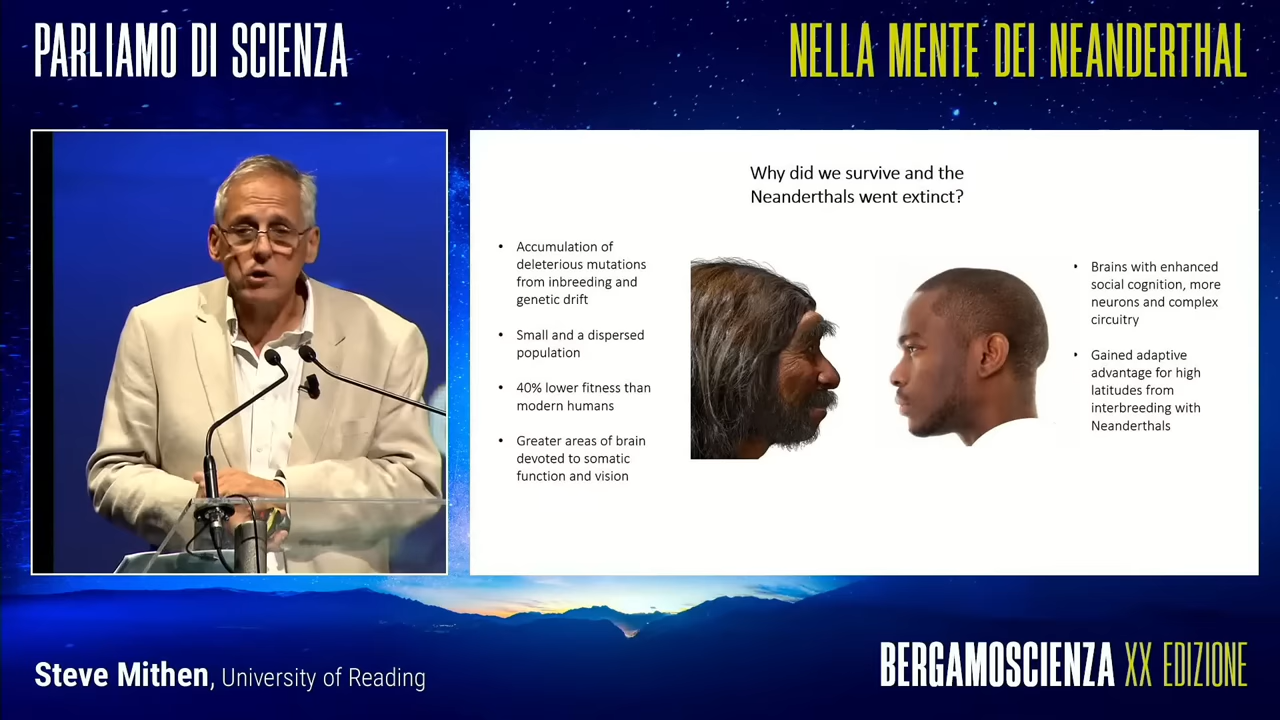 PARLIAMO DI SCIENZA
NELLA MENTE DEI NEANDERTHAL
Why did we survive and the
Neanderthals went extinct?
• Accumulation of
deleterious mutations
from inbreeding and
genetic drift
• Small and a dispersed
population
• 40% lower fitness than
modern humans
• Greater areas of brain
devoted to somatic
function and vision
• Brains with enhanced
social cognition, more
neurons and complex
circuitry
• Gained adaptive
advantage for high
latitudes from
interbreeding with
Neanderthals
Steve Mithen, University of Reading
BERGAMOSCIENZA XX EDIZIONE